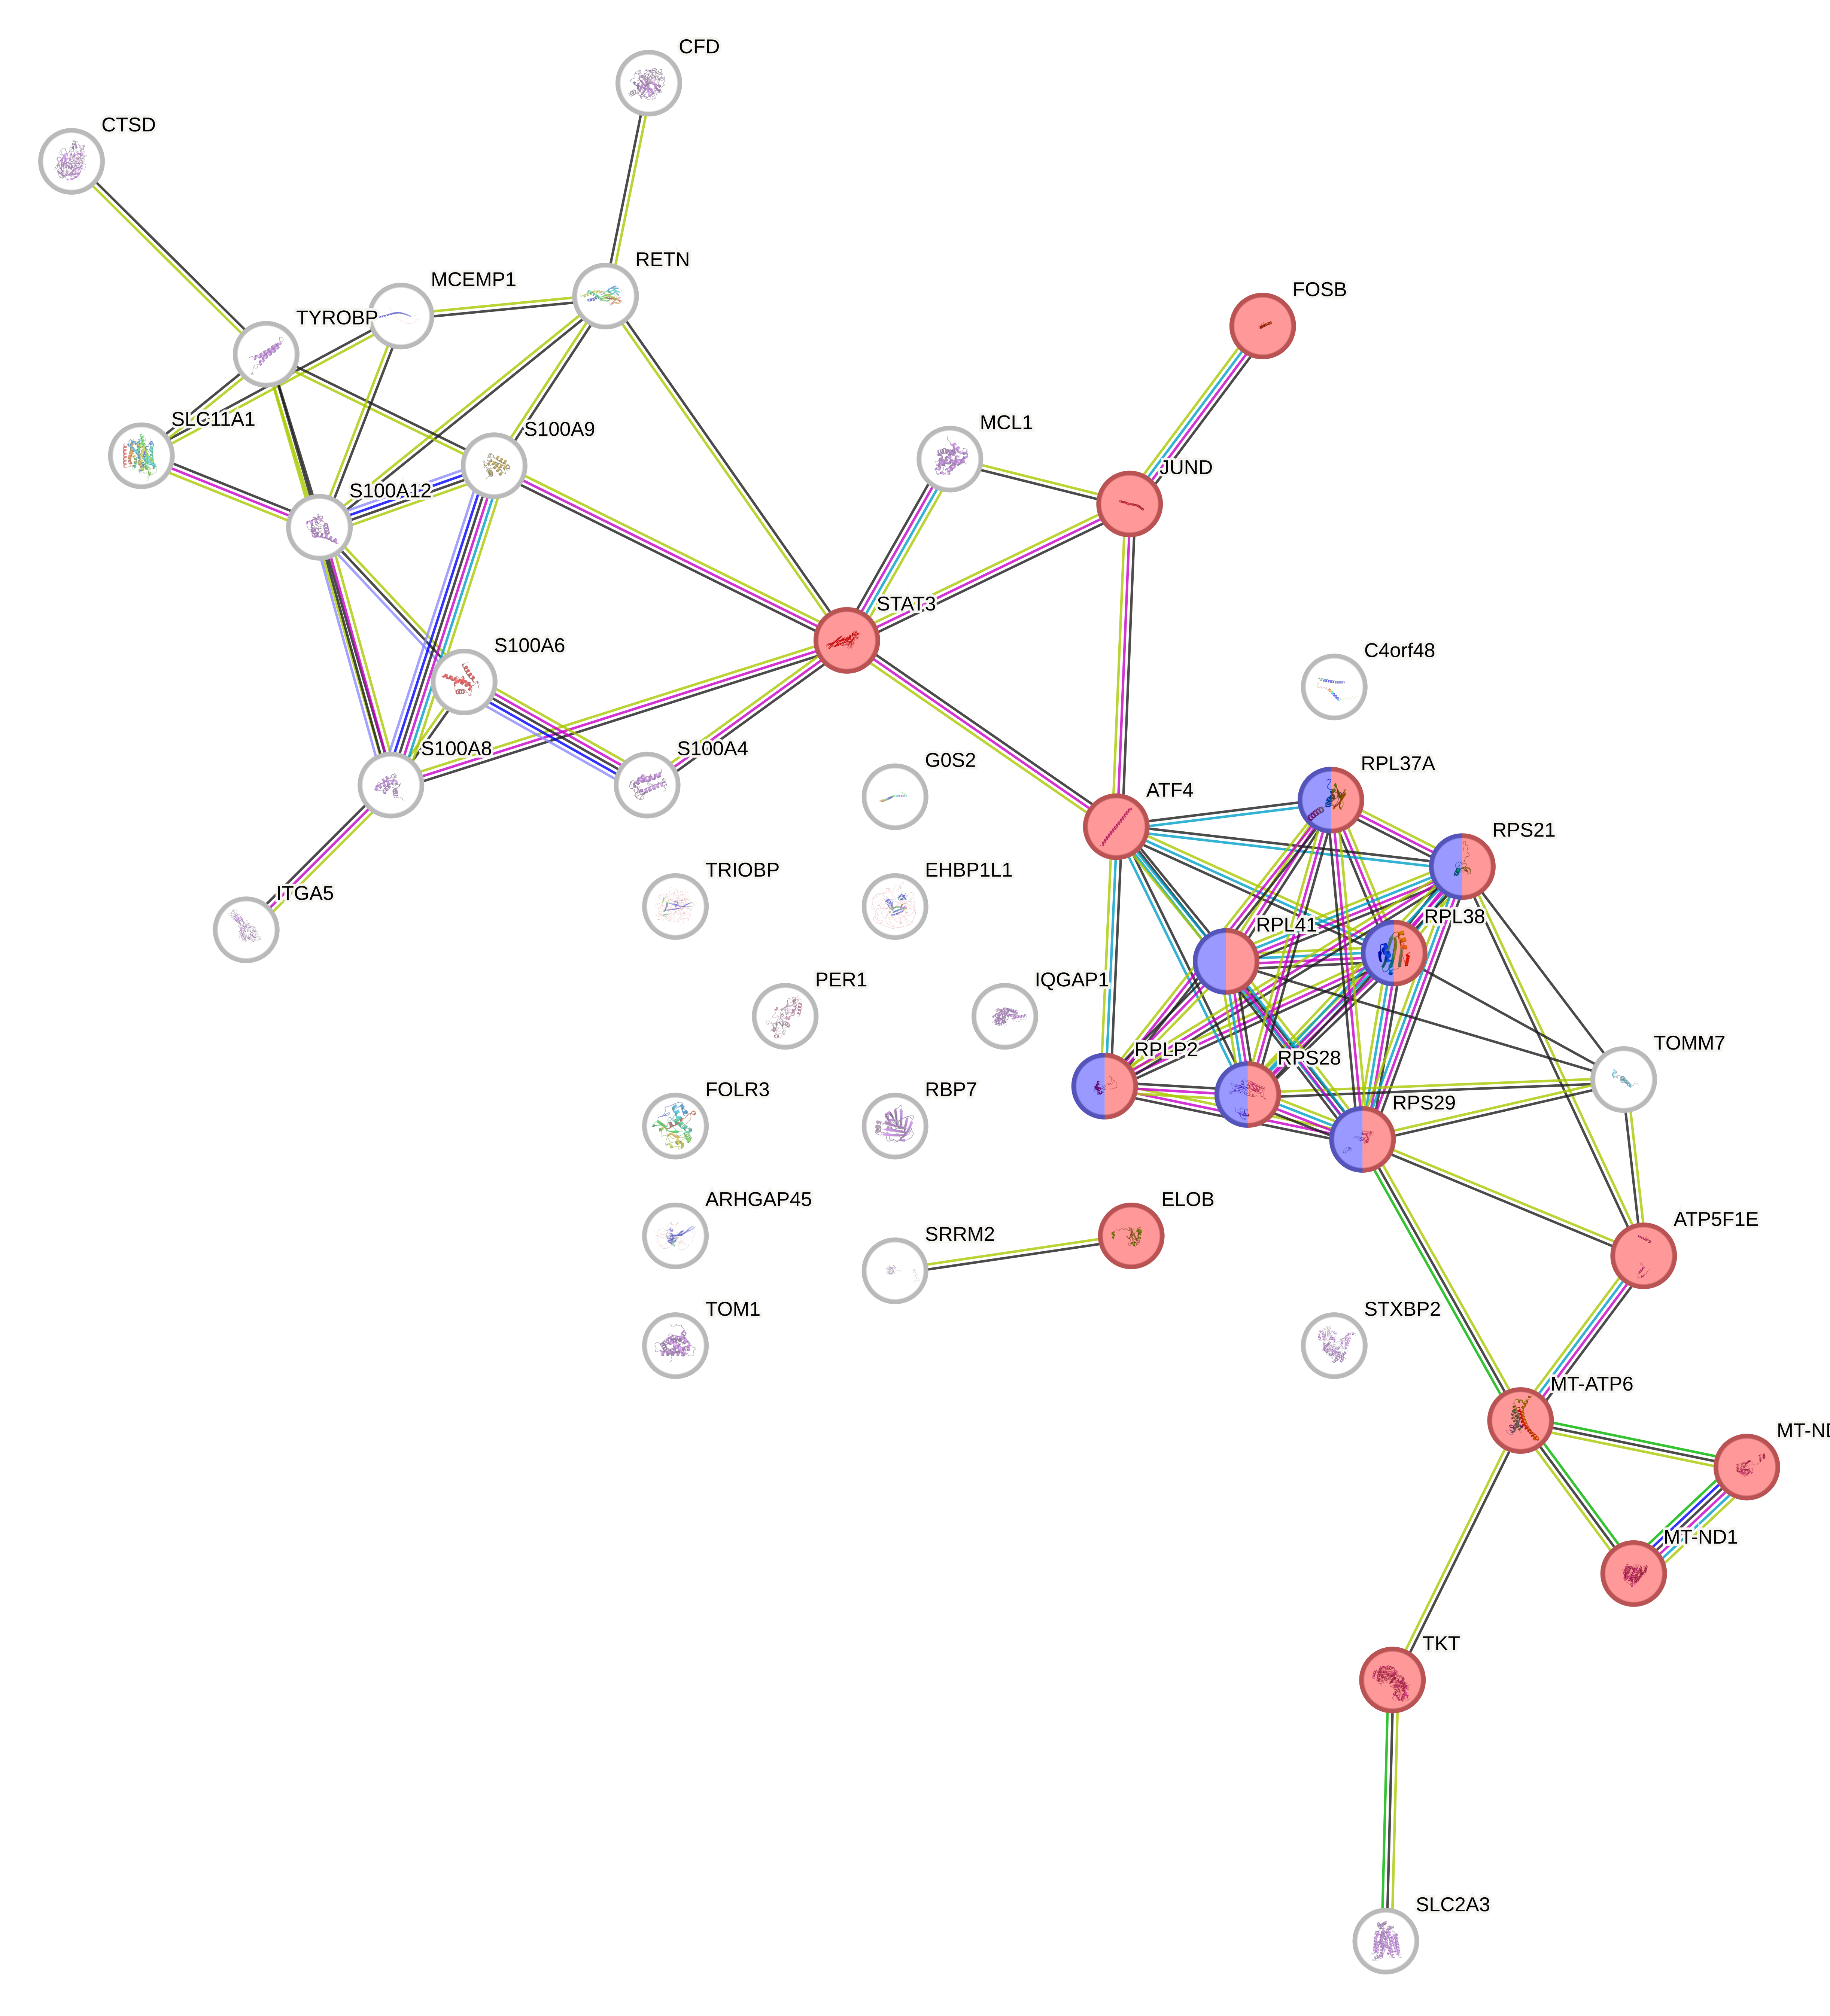 CFD
CTSD
RETN
MCEMP1
FOSB
TYROBP
SLC11A1
MCL1
S100A9
JUND
S100A12
STAT3
S100A6
C4orf48
S100A8
S100A4
G0S2
RPL37A
ATF4
RPS21
TRIOBP
EHBP1L1
ITGA5
RPL38
RPL41
PER1
IQGAP1
TOMM7
RPLP2
RPS28
FOLR3
RBP7
RPS29
ARHGAP45
ELOB
ATP5F1E
SRRM2
TOM1
STXBP2
MT-ATP6
MT-ND1
TKT
SLC2A3